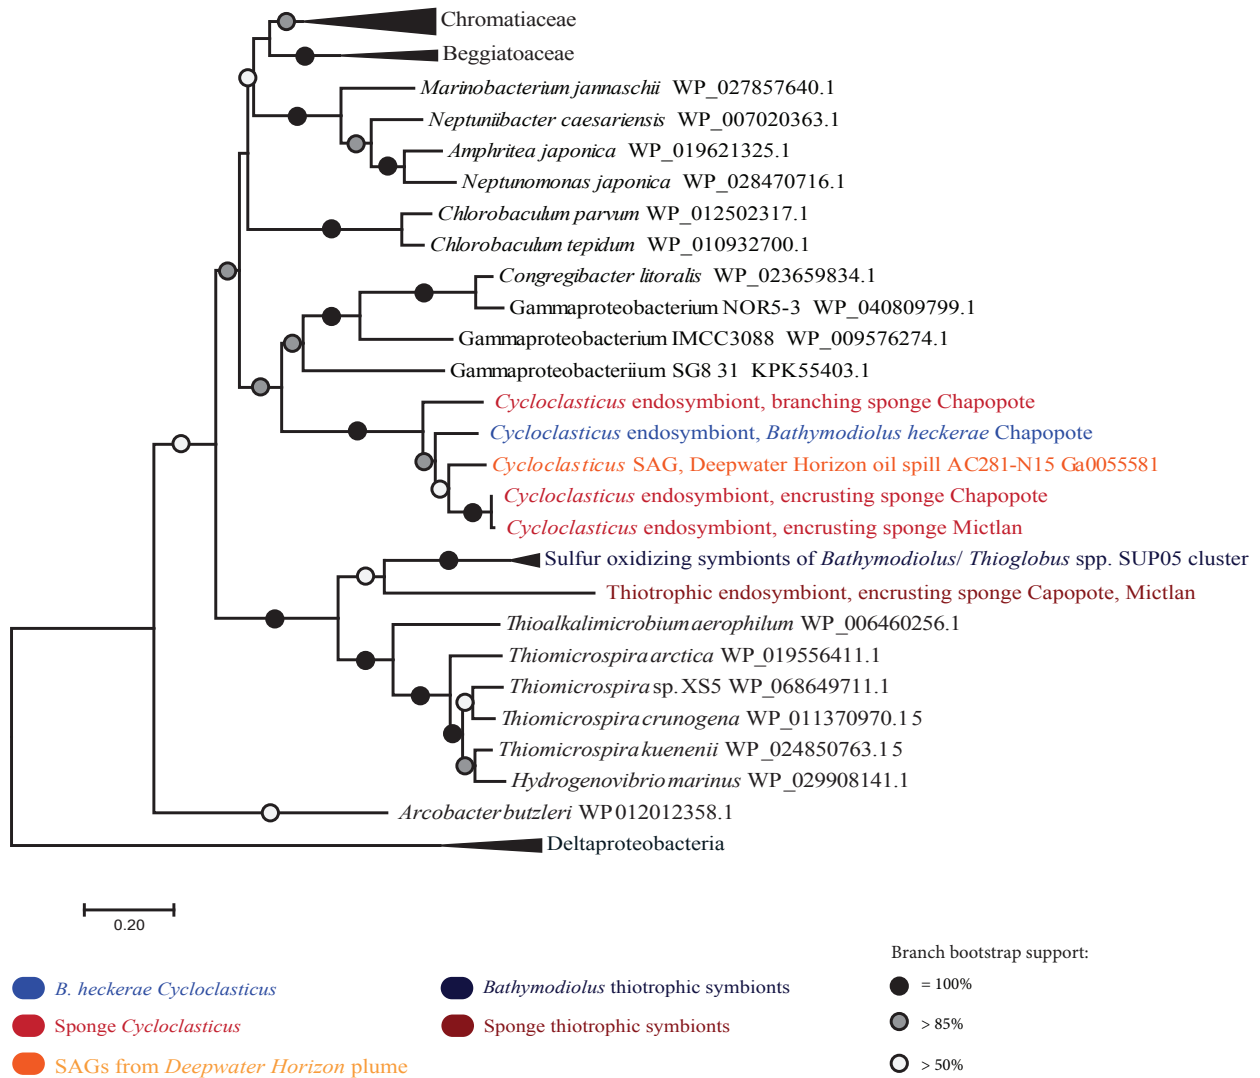 Chromatiaceae
Beggiatoaceae
Marinobacterium jannaschii WP_027857640.1
Neptuniibacter caesariensis WP_007020363.1
Amphritea japonica WP_019621325.1
Neptunomonas japonica WP_028470716.1
Chlorobaculum parvum WP_012502317.1
Chlorobaculum tepidum WP_010932700.1
Congregibacter litoralis WP_023659834.1
Gammaproteobacterium NOR5-3 WP_040809799.1
Gammaproteobacterium IMCC3088 WP_009576274.1
Gammaproteobacteriium SG8 31 KPK55403.1
Cycloclasticus endosymbiont, branching sponge Chapopote
Cycloclasticus endosymbiont, Bathymodiolus heckerae Chapopote
Cycloclasticus SAG, Deepwater Horizon oil spill AC281-N15 Ga0055581
Cycloclasticus endosymbiont, encrusting sponge Chapopote
Cycloclasticus endosymbiont, encrusting sponge Mictlan
Sulfur oxidizing symbionts of Bathymodiolus/ Thioglobus spp. SUP05 cluster
Thiotrophic endosymbiont, encrusting sponge Capopote, Mictlan
Thioalkalimicrobium aerophilum WP_006460256.1
Thiomicrospira arctica WP_019556411.1
Thiomicrospira sp. XS5 WP_068649711.1
Thiomicrospira crunogena WP_011370970.1 5
Thiomicrospira kuenenii WP_024850763.1 5
Hydrogenovibrio marinus WP_029908141.1
Arcobacter butzleri WP 012012358.1
Deltaproteobacteria
0.20
Branch bootstrap support:
B. heckerae Cycloclasticus
Bathymodiolus thiotrophic symbionts
= 100%
Sponge Cycloclasticus
Sponge thiotrophic symbionts
> 85%
SAGs from Deepwater Horizon plume
> 50%